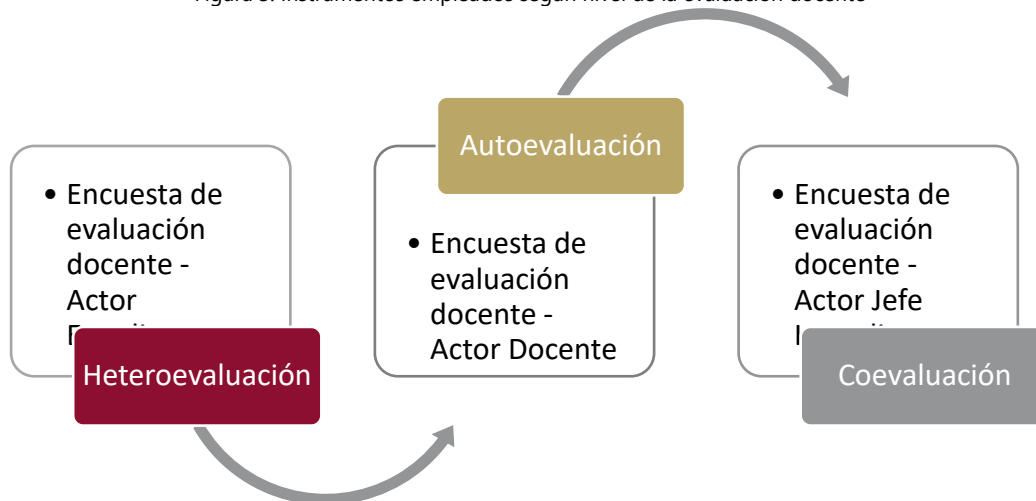 • Encuesta de
evaluación
docente -
Actor
Heteroevaluación
Autoevaluación
• Encuesta de
evaluación
docente -
Actor Docente
• Encuesta de
evaluación
docente -
Actor Jefe
Coevaluación